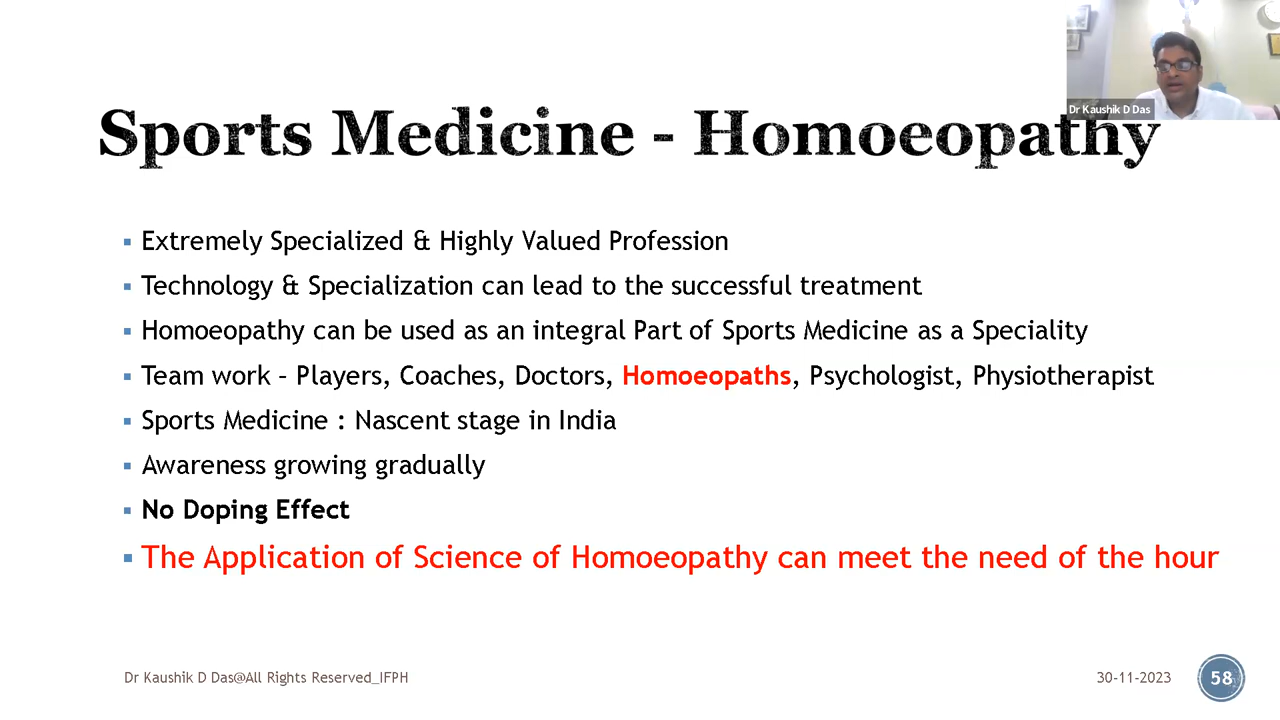 Dr Kaushik D Das
Sports Medicine - Homoeopathy
▪ Extremely Specialized & Highly Valued Profession
▪ Technology & Specialization can lead to the successful treatment
▪ Homoeopathy can be used as an integral Part of Sports Medicine as a Speciality
▪ Team work – Players, Coaches, Doctors, Homoeopaths, Psychologist, Physiotherapist
▪ Sports Medicine : Nascent stage in India
▪ Awareness growing gradually
▪ No Doping Effect
▪ The Application of Science of Homoeopathy can meet the need of the hour
Dr Kaushik D Das@All Rights Reserved_IFPH
30-11-2023
58